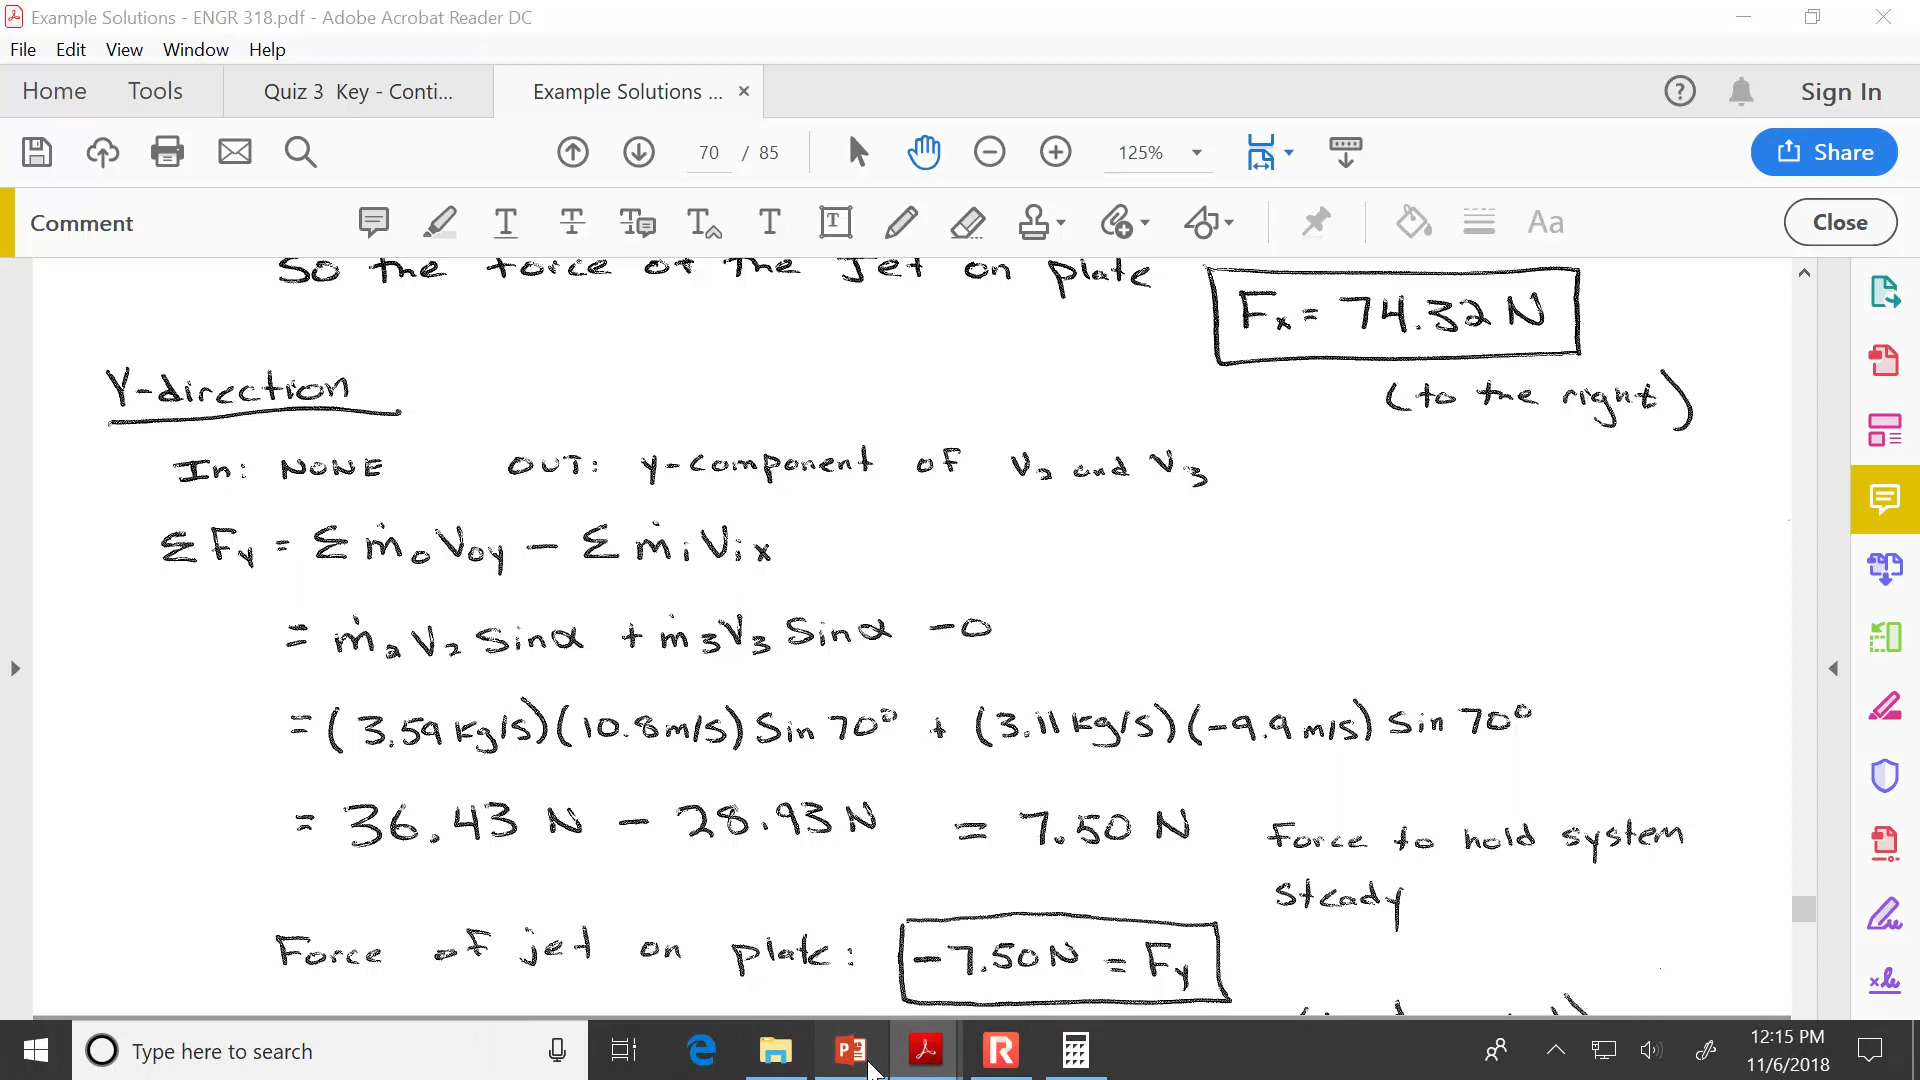 Example Solutions - ENGR 318.pdf - Adobe Acrobat Reader DC
File Edit View Window Help
Home Tools Quiz 3 Key - Conti... Example Solutions ... × Sign In
70 / 85 125% Share
Comment Close
So the force of the Jet on plate Fx = 74.32 N
(to the right)
Y-direction
In: NONE OUT: y-component of V₂ and V₃
ΣFy = Σṁ₀V₀y − ΣṁᵢVᵢx
= ṁ₂V₂ Sinα + ṁ₃V₃ Sinα − 0
= (3.59 kg/s)(10.8 m/s) Sin 70° + (3.11 kg/s)(-9.9 m/s) Sin 70°
= 36.43 N − 28.93 N = 7.50 N Force to hold system
steady
Force of jet on plate: -7.50 N = Fy
Type here to search
12:15 PM
11/6/2018